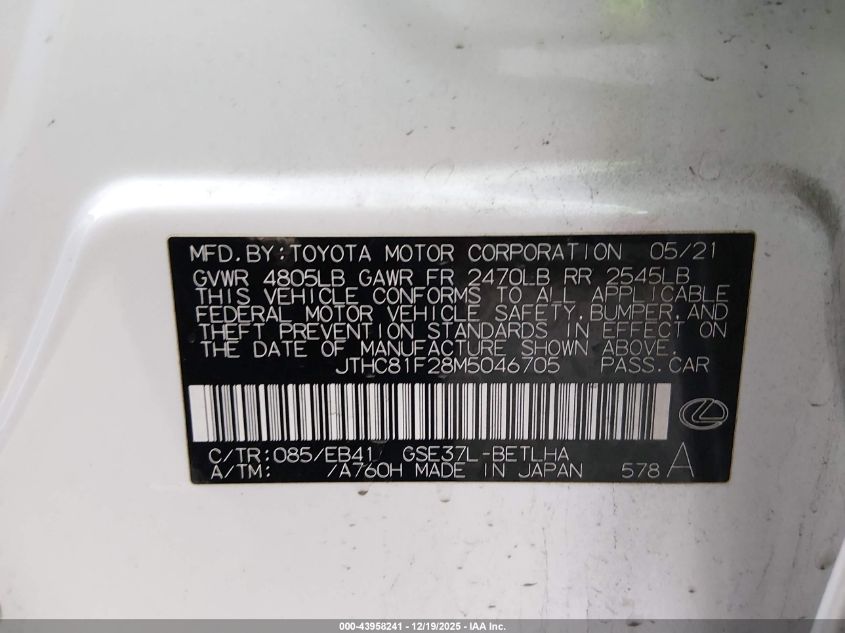 MFD. BY: TOYOTA MOTOR CORPORATION 05/21
GVWR 4805LB GAWR FR 2470LB RR 2545LB
THIS VEHICLE CONFORMS TO ALL APPLICABLE
FEDERAL MOTOR VEHICLE SAFETY, BUMPER, AND
THEFT PREVENTION STANDARDS IN EFFECT ON
THE DATE OF MANUFACTURE SHOWN ABOVE.
JTHC81F28M5046705 PASS. CAR
C/TR: 085/EB41 GSE37L-BETLHA
A/TM: /A760H MADE IN JAPAN 578 A
000-43958241 - 12/19/2025 - IAA Inc.